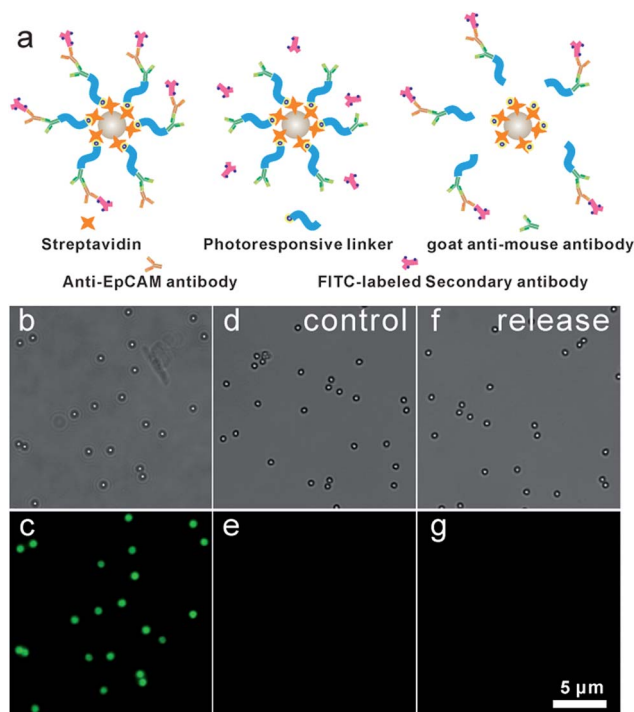 a
Streptavidin Photoresponsive linker goat anti-mouse antibody
Anti-EpCAM antibody FITC-labeled Secondary antibody
b d control f release
c e g
5 μm